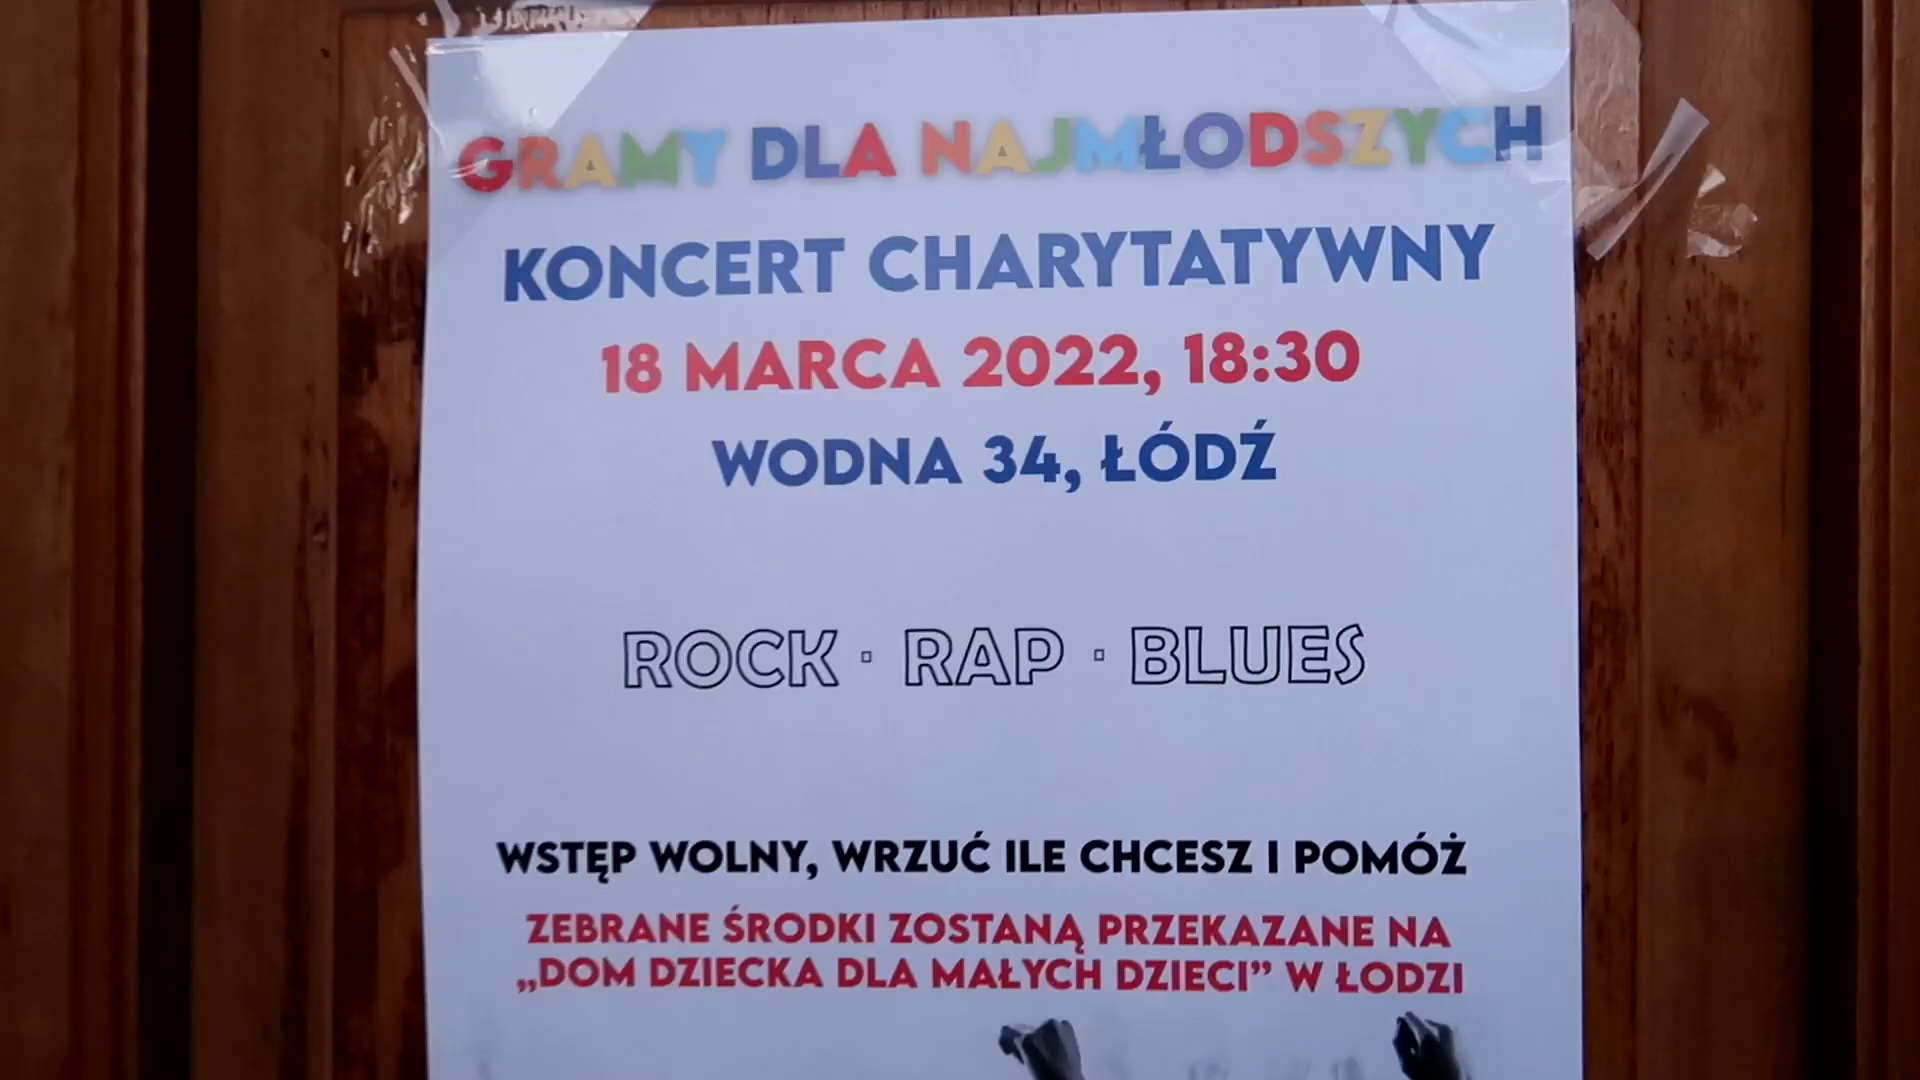 GRAMY DLA NAJMŁODSZYCH
KONCERT CHARYTATYWNY
18 MARCA 2022, 18:30
WODNA 34, ŁÓDŹ
ROCK · RAP · BLUES
WSTĘP WOLNY, WRZUĆ ILE CHCESZ I POMÓŻ
ZEBRANE ŚRODKI ZOSTANĄ PRZEKAZANE NA
„DOM DZIECKA DLA MAŁYCH DZIECI” W ŁODZI